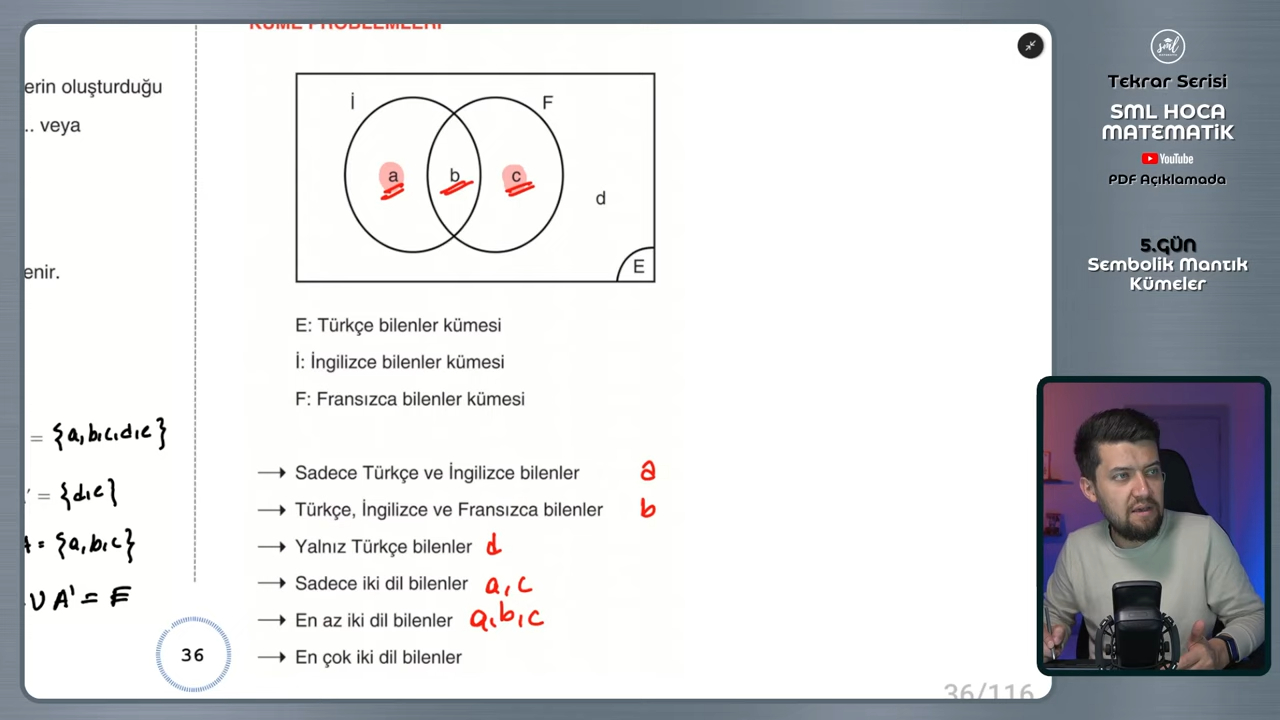 KÜME PROBLEMLERİ
erin oluşturduğu
.. veya
enir.
= {a,b,c,d,e}
' = {d,e}
A = {a,b,c}
U A' = E
36
İ
F
a
b
c
d
E
E: Türkçe bilenler kümesi
İ: İngilizce bilenler kümesi
F: Fransızca bilenler kümesi
→ Sadece Türkçe ve İngilizce bilenler a
→ Türkçe, İngilizce ve Fransızca bilenler b
→ Yalnız Türkçe bilenler d
→ Sadece iki dil bilenler a, c
→ En az iki dil bilenler a, b, c
→ En çok iki dil bilenler
36/116
sml
Tekrar Serisi
SML HOCA
MATEMATİK
YouTube
PDF Açıklamada
5.GÜN
Sembolik Mantık
Kümeler